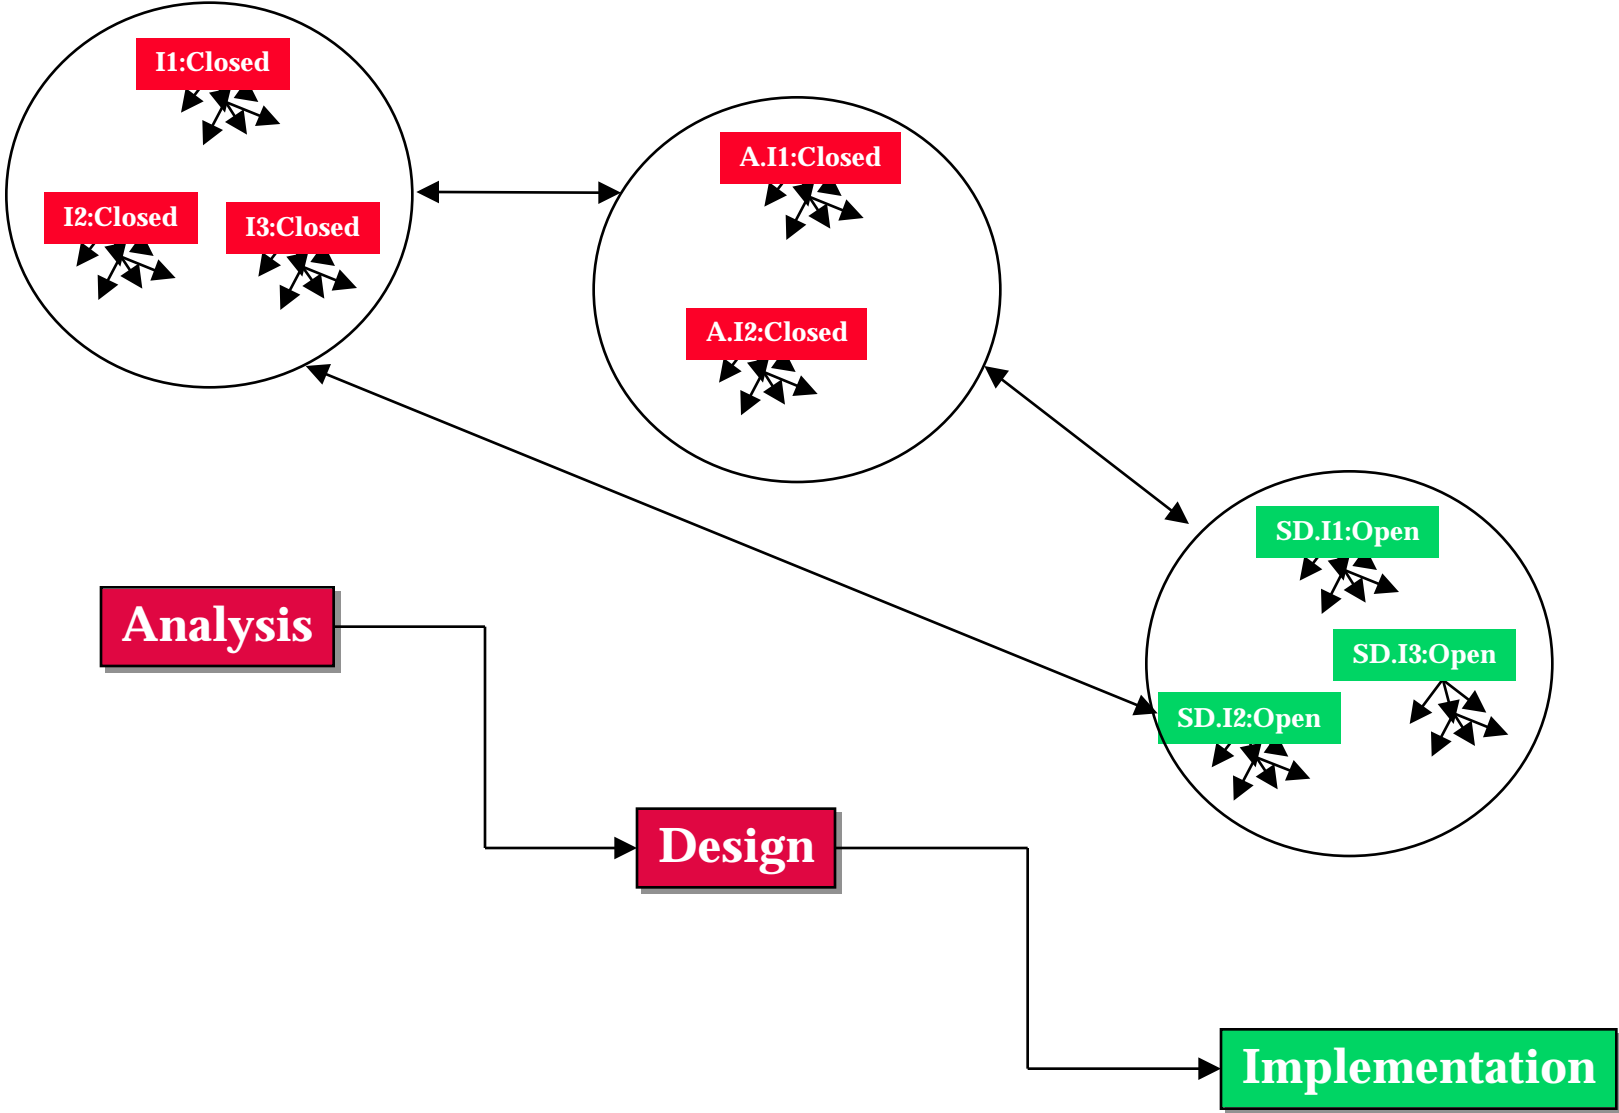 I1:Closed
I2:Closed
I3:Closed
A.I1:Closed
A.I2:Closed
SD.I1:Open
SD.I3:Open
SD.I2:Open
Analysis
Design
Implementation